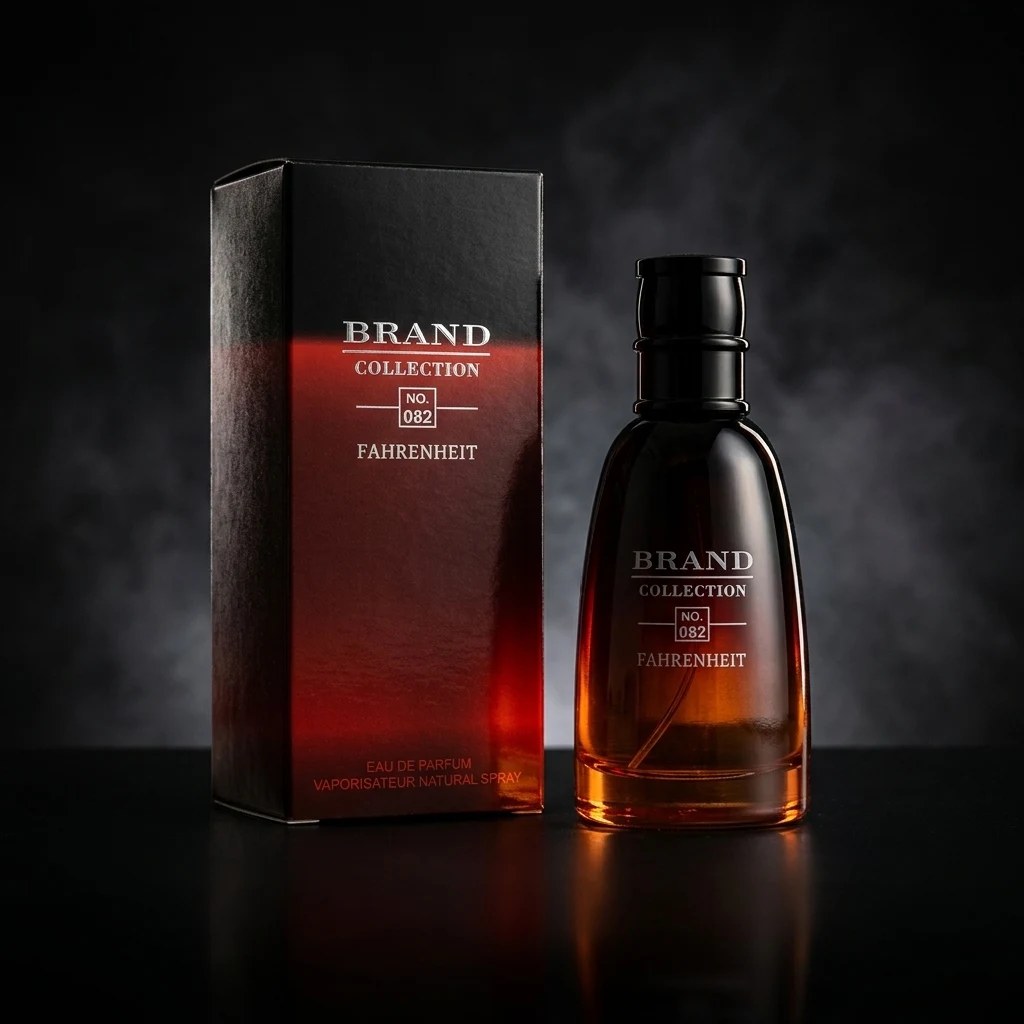 BRAND
COLLECTION
NO.
082
FAHRENHEIT
EAU DE PARFUM
VAPORISATEUR NATURAL SPRAY
BRAND
COLLECTION
NO.
082
FAHRENHEIT